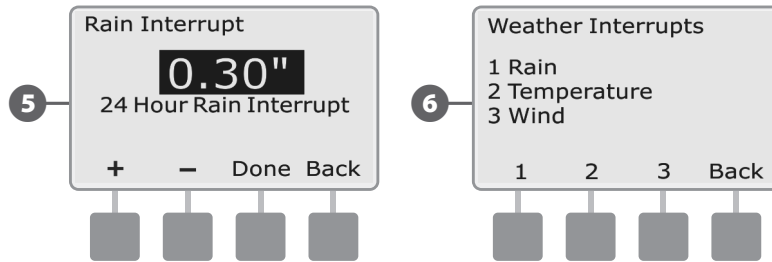 5
Rain Interrupt
0.30"
24 Hour Rain Interrupt
+ – Done Back
6
Weather Interrupts
1 Rain
2 Temperature
3 Wind
1 2 3 Back